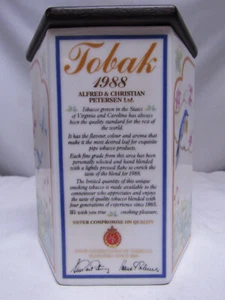 Tobak
1988
ALFRED & CHRISTIAN
PETERSEN Ltd.
Tobacco grown in the States
of Virginia and Carolina has always
been the quality standard for the rest of
the world.
It has the flavour, colour and aroma that
make it the most desired leaf for exquisite
pipe tobacco products.
Each fine grade from this area has been
personally selected and hand blended
with a lightly pressed flake to enrich
the taste of the blend for 1988.
The limited quantity of this unique
smoking tobacco is made available to the
connoisseur who appreciates and enjoys
the taste of quality tobacco blended with
four generations of experience since 1865.
We wish you true smoking pleasure.
NEVER COMPROMISE ON QUALITY